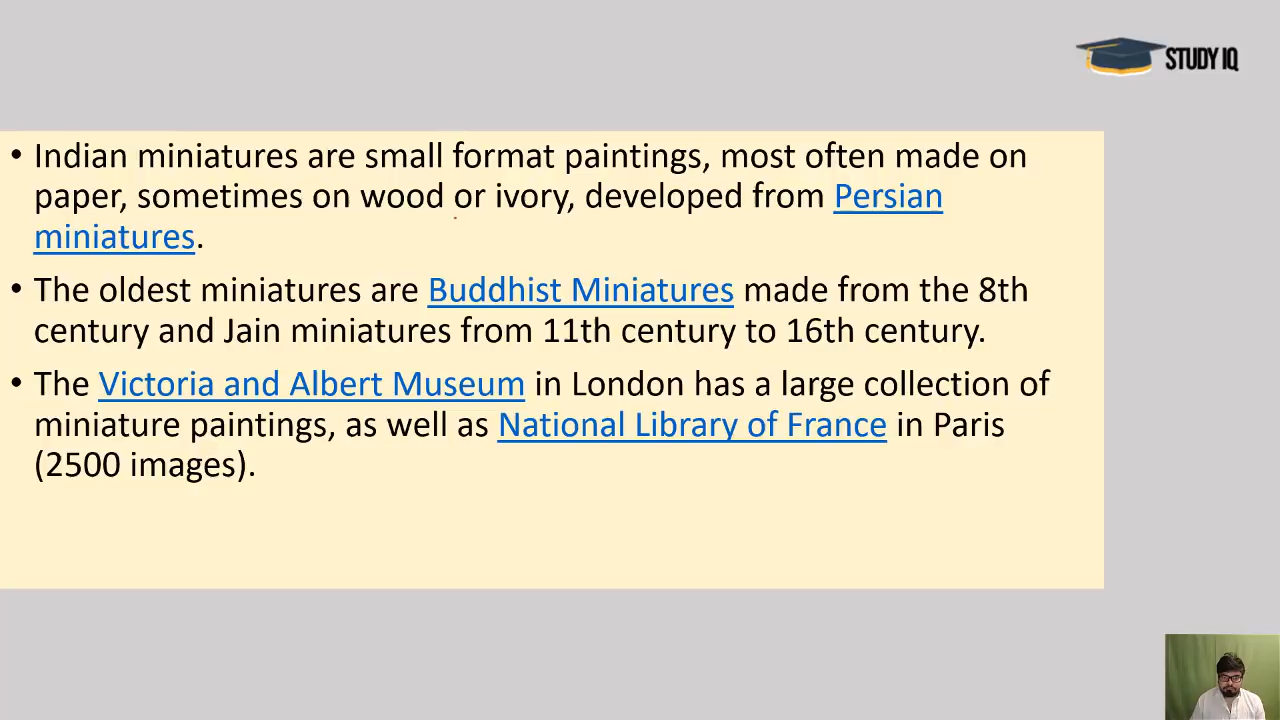 STUDY IQ
• Indian miniatures are small format paintings, most often made on
paper, sometimes on wood or ivory, developed from Persian
miniatures.
• The oldest miniatures are Buddhist Miniatures made from the 8th
century and Jain miniatures from 11th century to 16th century.
• The Victoria and Albert Museum in London has a large collection of
miniature paintings, as well as National Library of France in Paris
(2500 images).